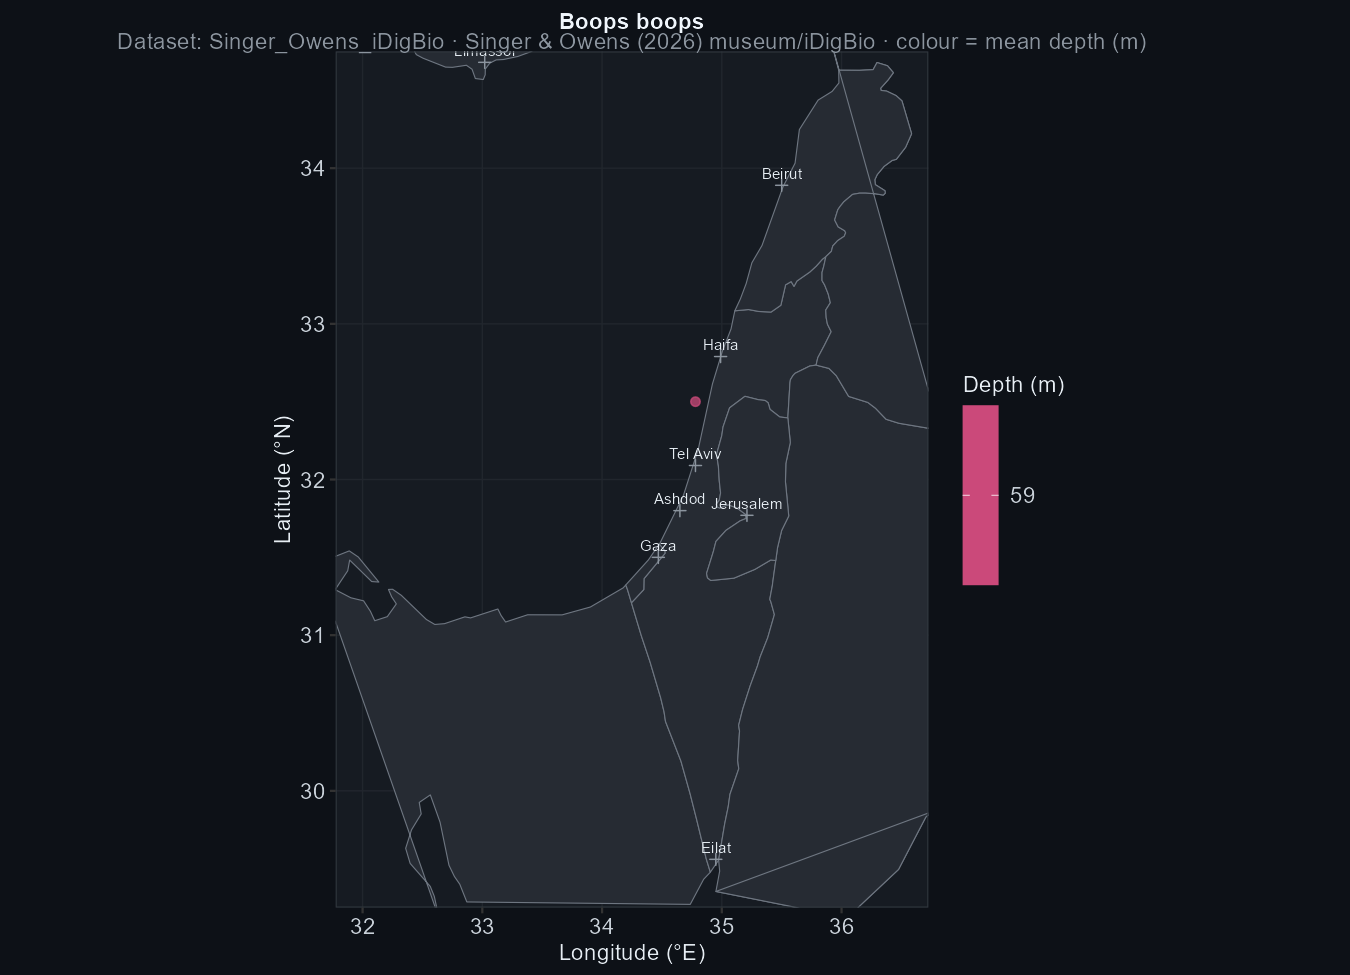 Boops boops
Dataset: Singer_Owens_iDigBio · Singer & Owens (2026) museum/iDigBio · colour = mean depth (m)
Limassol
34
Beirut
33
Haifa
Depth (m)
59
Latitude (°N)
32
Tel Aviv
Ashdod
Jerusalem
Gaza
31
30
Eilat
32
33
34
35
36
Longitude (°E)